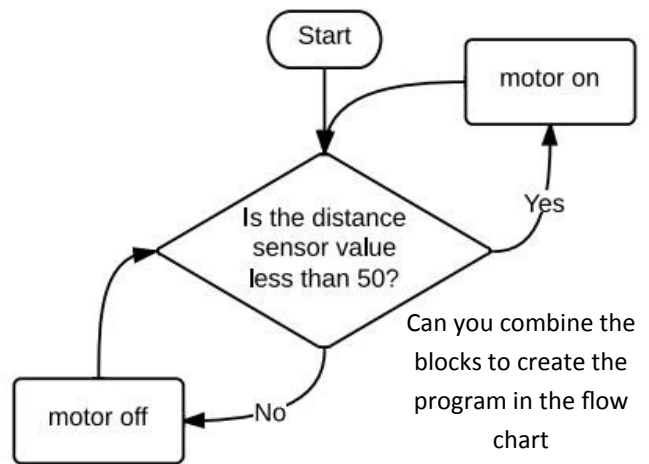 Start
motor on
Is the distance
sensor value
less than 50?
Yes
Can you combine the
blocks to create the
program in the flow
chart
No
motor off